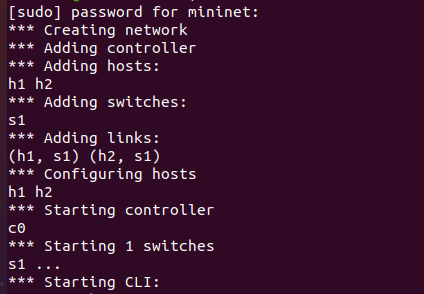 [sudo] password for mininet:
*** Creating network
*** Adding controller
*** Adding hosts:
h1 h2
*** Adding switches:
s1
*** Adding links:
(h1, s1) (h2, s1)
*** Configuring hosts
h1 h2
*** Starting controller
c0
*** Starting 1 switches
s1 ...
*** Starting CLI: